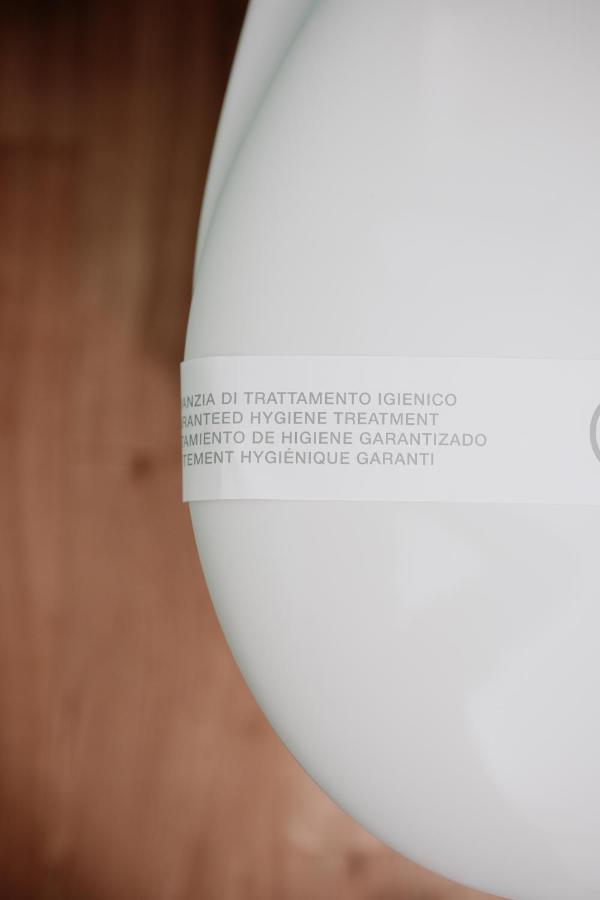 ANZIA DI TRATTAMENTO IGIENICO
RANTEED HYGIENE TREATMENT
TAMIENTO DE HIGIENE GARANTIZADO
TEMENT HYGIÉNIQUE GARANTI